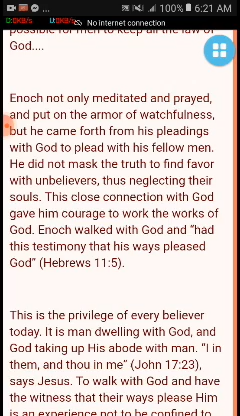 D:0KB/s U:0KB/s No internet connection 100% 6:21 AM
possible for men to keep all the law of
God....
Enoch not only meditated and prayed,
and put on the armor of watchfulness,
but he came forth from his pleadings
with God to plead with his fellow men.
He did not mask the truth to find favor
with unbelievers, thus neglecting their
souls. This close connection with God
gave him courage to work the works of
God. Enoch walked with God and “had
this testimony that his ways pleased
God” (Hebrews 11:5).
This is the privilege of every believer
today. It is man dwelling with God, and
God taking up His abode with man. “I in
them, and thou in me” (John 17:23),
says Jesus. To walk with God and have
the witness that their ways please Him
is an experience not to be confined to